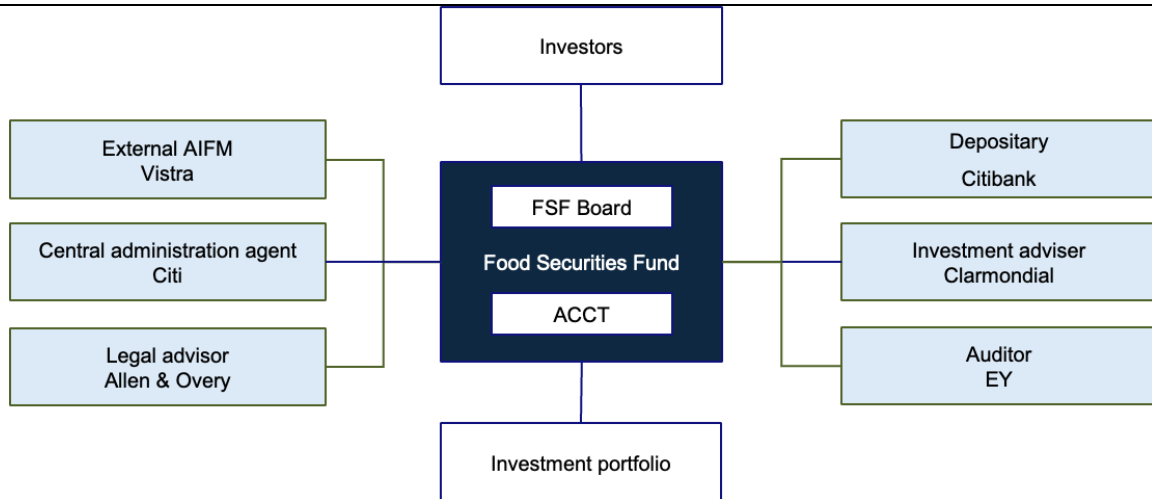 Investors
External AIFM
Vistra
Central administration agent
Citi
Legal advisor
Allen & Overy
FSF Board
Food Securities Fund
ACCT
Depositary
Citibank
Investment adviser
Clarmondial
Auditor
EY
Investment portfolio